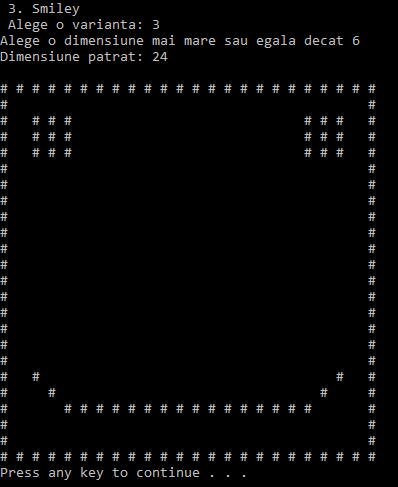 3. Smiley
 Alege o varianta: 3
Alege o dimensiune mai mare sau egala decat 6
Dimensiune patrat: 24

# # # # # # # # # # # # # # # # # # # # # # # #
#                                             #
#   # # #                             # # #   #
#   # # #                             # # #   #
#   # # #                             # # #   #
#                                             #
#                                             #
#                                             #
#                                             #
#                                             #
#                                             #
#                                             #
#                                             #
#                                             #
#                                             #
#                                             #
#                                             #
#                                             #
#   #                                     #   #
#     #                                 #     #
#       # # # # # # # # # # # # # # # #       #
#                                             #
#                                             #
# # # # # # # # # # # # # # # # # # # # # # # #
Press any key to continue . . .